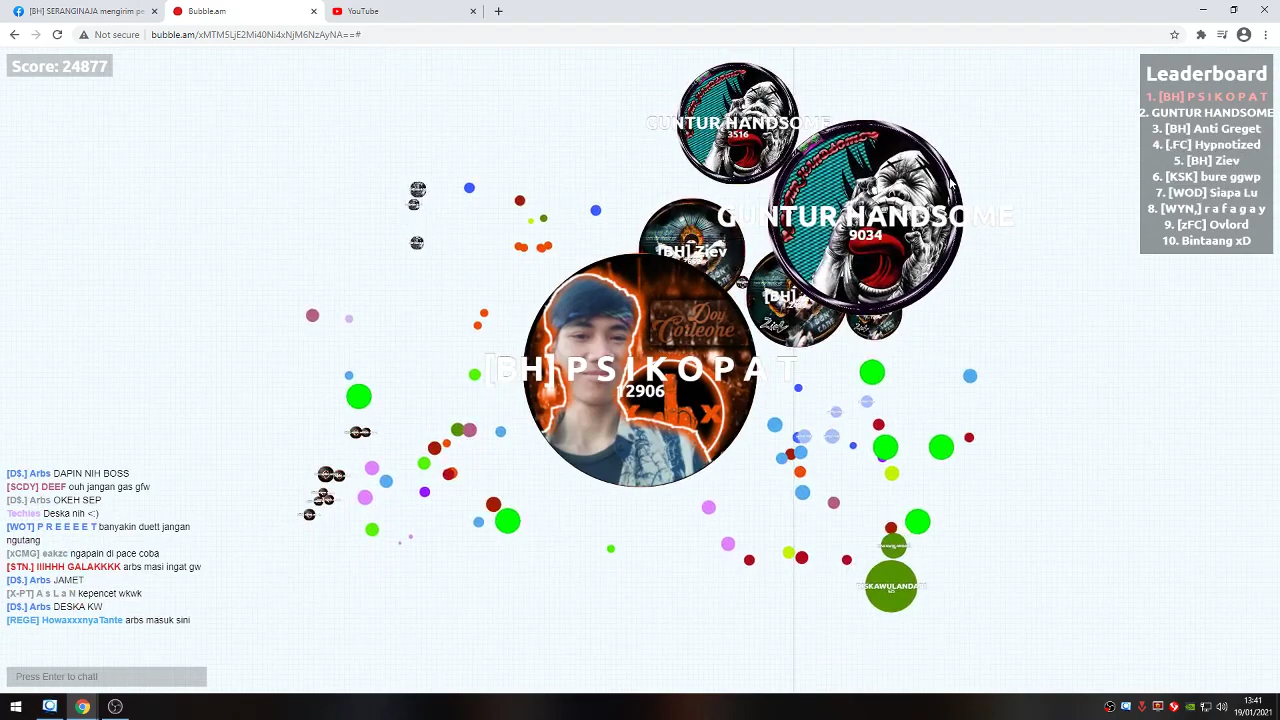 [BH] SERANGINAJA mengirim pe
Bubble.am
YouTube
Not secure
bubble.am/xMTM5LjE2Mi40Ni4xNjM6NzAyNA==#
Score: 24877
Leaderboard
1. [BH] P S I K O P A T
2. GUNTUR HANDSOME
3. [BH] Anti Greget
4. [.FC] Hypnotized
5. [BH] Ziev
6. [KSK] bure ggwp
7. [WOD] Siapa Lu
8. [WYN,] r a f a g a y
9. [zFC] Ovlord
10. Bintaang xD
GUNTUR HANDSOME
3516
GUNTUR HANDSOME
9034
[BH] Ziev
[BH]
Doy
Corleone
[BH] P S I K O P A T
12906
[D$.] Arbs DAPIN NIH BOSS
[SCDY] DEEF ouh jangan gas gfw
[D$.] Arbs OKEH SEP
Techies Deska nih <:)
[WOT] P R E E E E T banyakin duett jangan
ngutang
[xCMG] eakzc ngapain di pace coba
[STN.] IIIHHH GALAKKKK arbs masi ingat gw
[D$.] Arbs JAMET
[X-PT] A s L a N kepencet wkwk
[D$.] Arbs DESKA KW
[REGE] HowaxxxnyaTante arbs masuk sini
Press Enter to chat!
13:41
19/01/2021